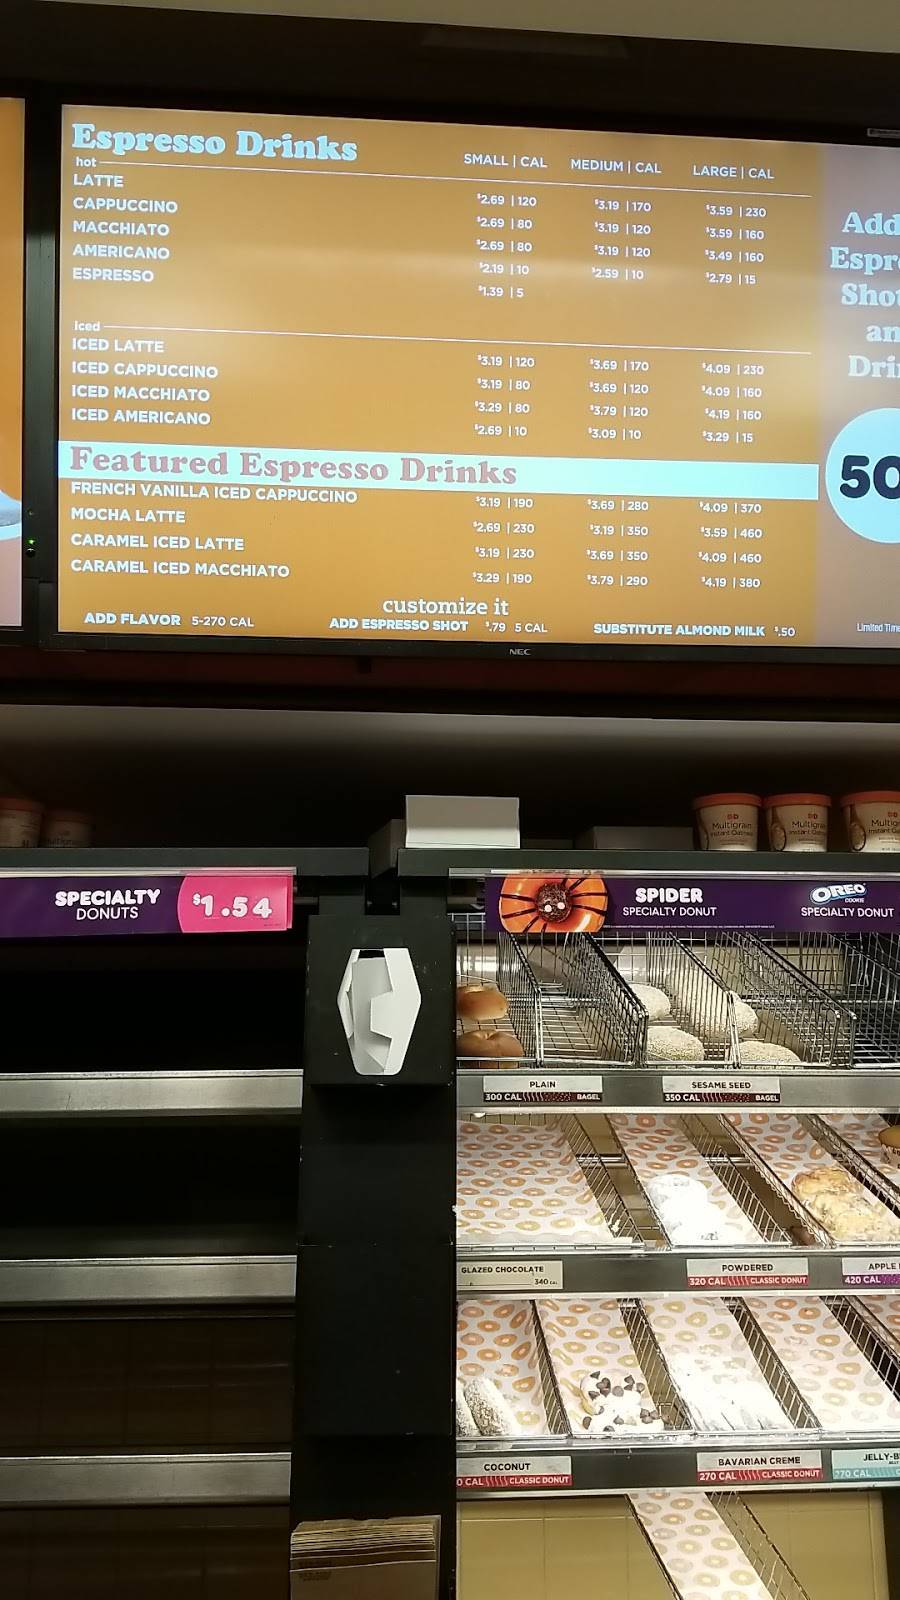 Espresso Drinks SMALL | CAL MEDIUM | CAL LARGE | CAL
hot
LATTE $2.69 | 120 $3.19 | 170 $3.59 | 230
CAPPUCCINO $2.69 | 80 $3.19 | 120 $3.59 | 160
MACCHIATO $2.69 | 80 $3.19 | 120 $3.49 | 160
AMERICANO $2.19 | 10 $2.59 | 10 $2.79 | 15
ESPRESSO $1.39 | 5
Iced
ICED LATTE $3.19 | 120 $3.69 | 170 $4.09 | 230
ICED CAPPUCCINO $3.19 | 80 $3.69 | 120 $4.09 | 160
ICED MACCHIATO $3.29 | 80 $3.79 | 120 $4.19 | 160
ICED AMERICANO $2.69 | 10 $3.09 | 10 $3.29 | 15
Featured Espresso Drinks
FRENCH VANILLA ICED CAPPUCCINO $3.19 | 190 $3.69 | 280 $4.09 | 370
MOCHA LATTE $2.69 | 230 $3.19 | 350 $3.59 | 460
CARAMEL ICED LATTE $3.19 | 230 $3.69 | 350 $4.09 | 460
CARAMEL ICED MACCHIATO $3.29 | 190 $3.79 | 290 $4.19 | 380
customize it
ADD FLAVOR 5-270 CAL ADD ESPRESSO SHOT $.79 5 CAL SUBSTITUTE ALMOND MILK $.50
Add
Espr
Shot
an
Dri
50
Limited Time
NEC
DD DD
Multigrain Multigrain Multigr
Instant Oatmeal
SPECIALTY
DONUTS
$1.54
SPIDER
SPECIALTY DONUT
OREO
COOKIE
SPECIALTY DONUT
PLAIN
300 CAL BAGEL
SESAME SEED
350 CAL BAGEL
GLAZED CHOCOLATE
340 CAL
POWDERED
320 CAL CLASSIC DONUT
APPLE
420 CAL
COCONUT
0 CAL CLASSIC DONUT
BAVARIAN CREME
270 CAL CLASSIC DONUT
JELLY-B
270 CAL